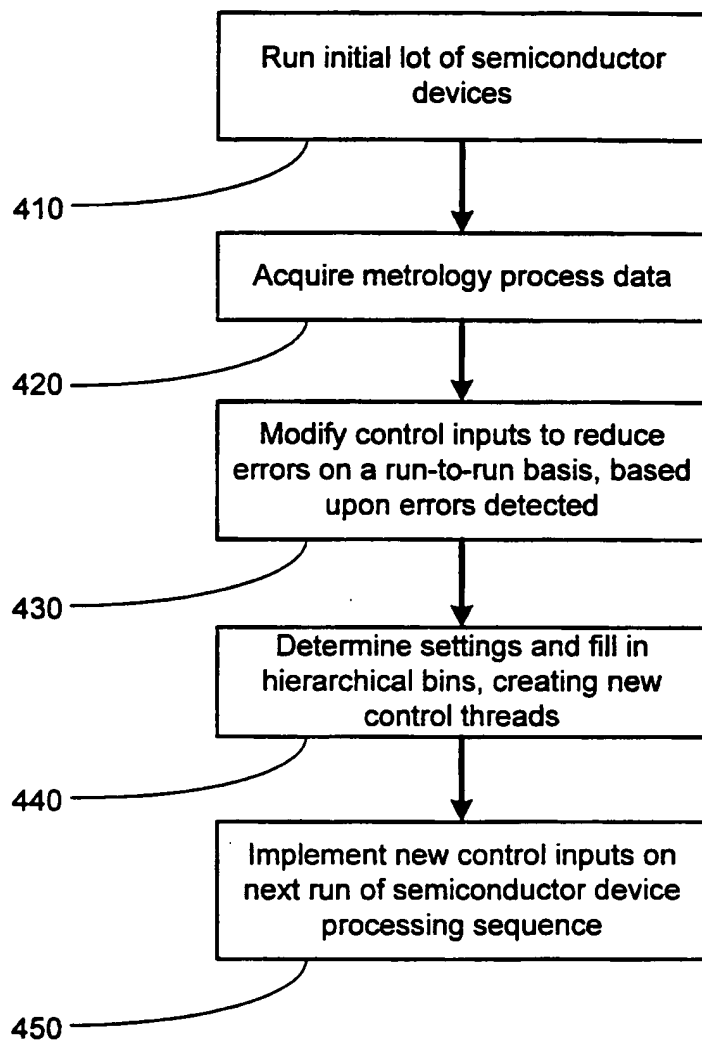 Run initial lot of semiconductor
devices
410
Acquire metrology process data
420
Modify control inputs to reduce
errors on a run-to-run basis, based
upon errors detected
430
Determine settings and fill in
hierarchical bins, creating new
control threads
440
Implement new control inputs on
next run of semiconductor device
processing sequence
450